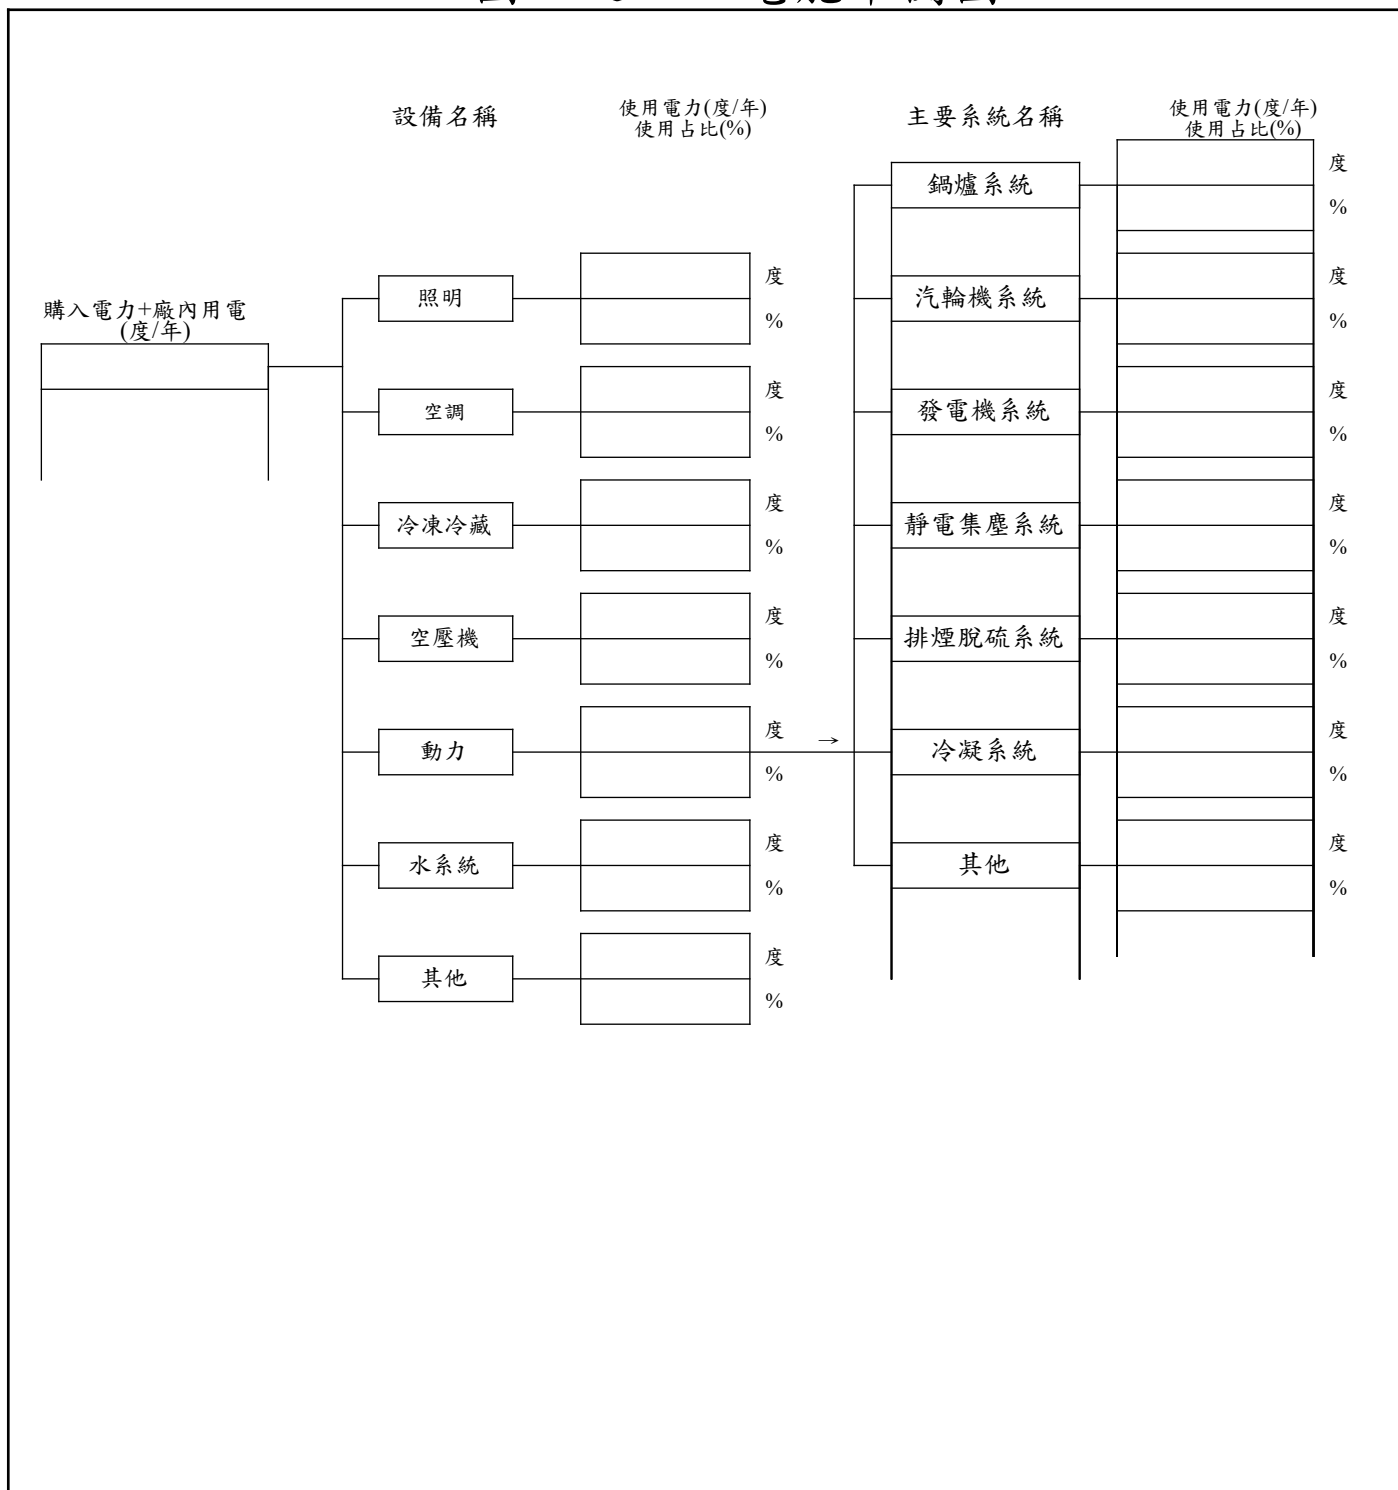 設備名稱
使用電力(度/年)
使用占比(%)
主要系統名稱
使用電力(度/年)
使用占比(%)
鍋爐系統
度
%
購入電力+廠內用電
(度/年)
照明
度
%
汽輪機系統
度
%
空調
度
%
發電機系統
度
%
冷凍冷藏
度
%
靜電集塵系統
度
%
空壓機
度
%
排煙脫硫系統
度
%
動力
度
%
→
冷凝系統
度
%
水系統
度
%
其他
度
%
其他
度
%